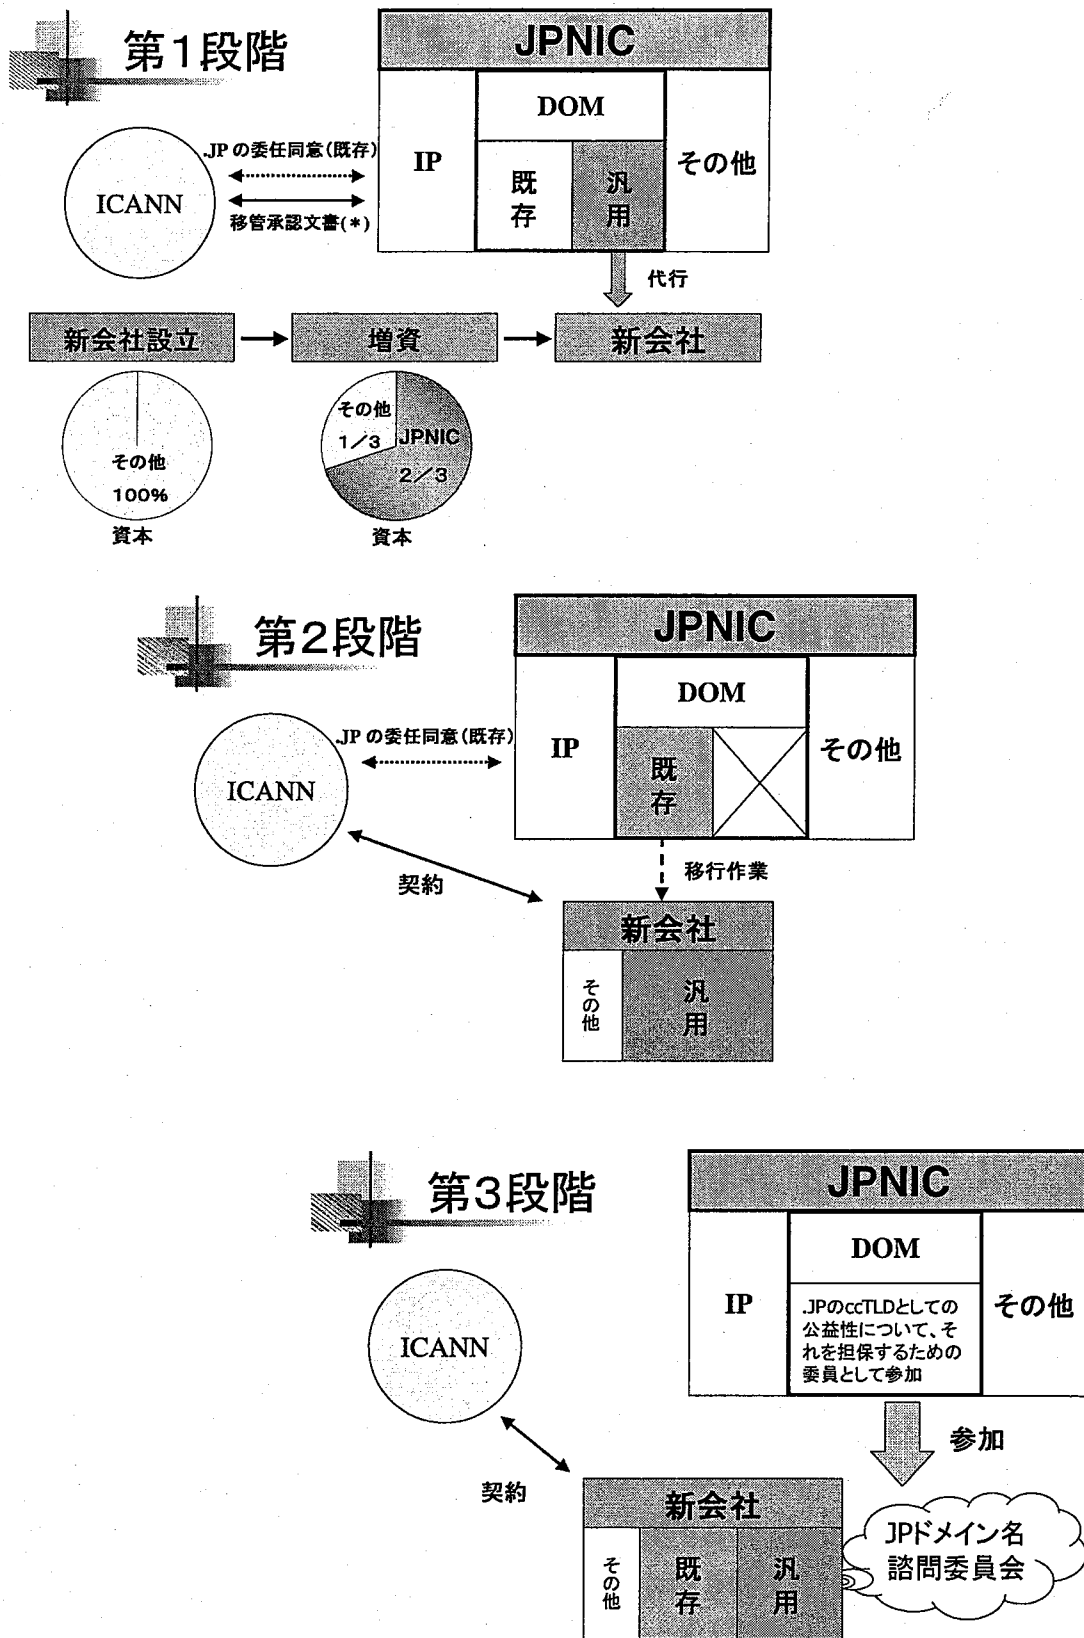 第1段階
JPNIC
DOM
IP
既存
汎用
その他
ICANN
.JP の委任同意(既存)
移管承認文書(*)
代行
新会社設立
増資
新会社
その他
100%
資本
その他
1/3
JPNIC
2/3
資本
第2段階
JPNIC
DOM
IP
既存
その他
ICANN
.JP の委任同意(既存)
契約
移行作業
新会社
その他
汎用
第3段階
JPNIC
DOM
IP
.JPのccTLDとしての
公益性について、そ
れを担保するための
委員として参加
その他
ICANN
契約
参加
新会社
その他
既存
汎用
JPドメイン名
諮問委員会